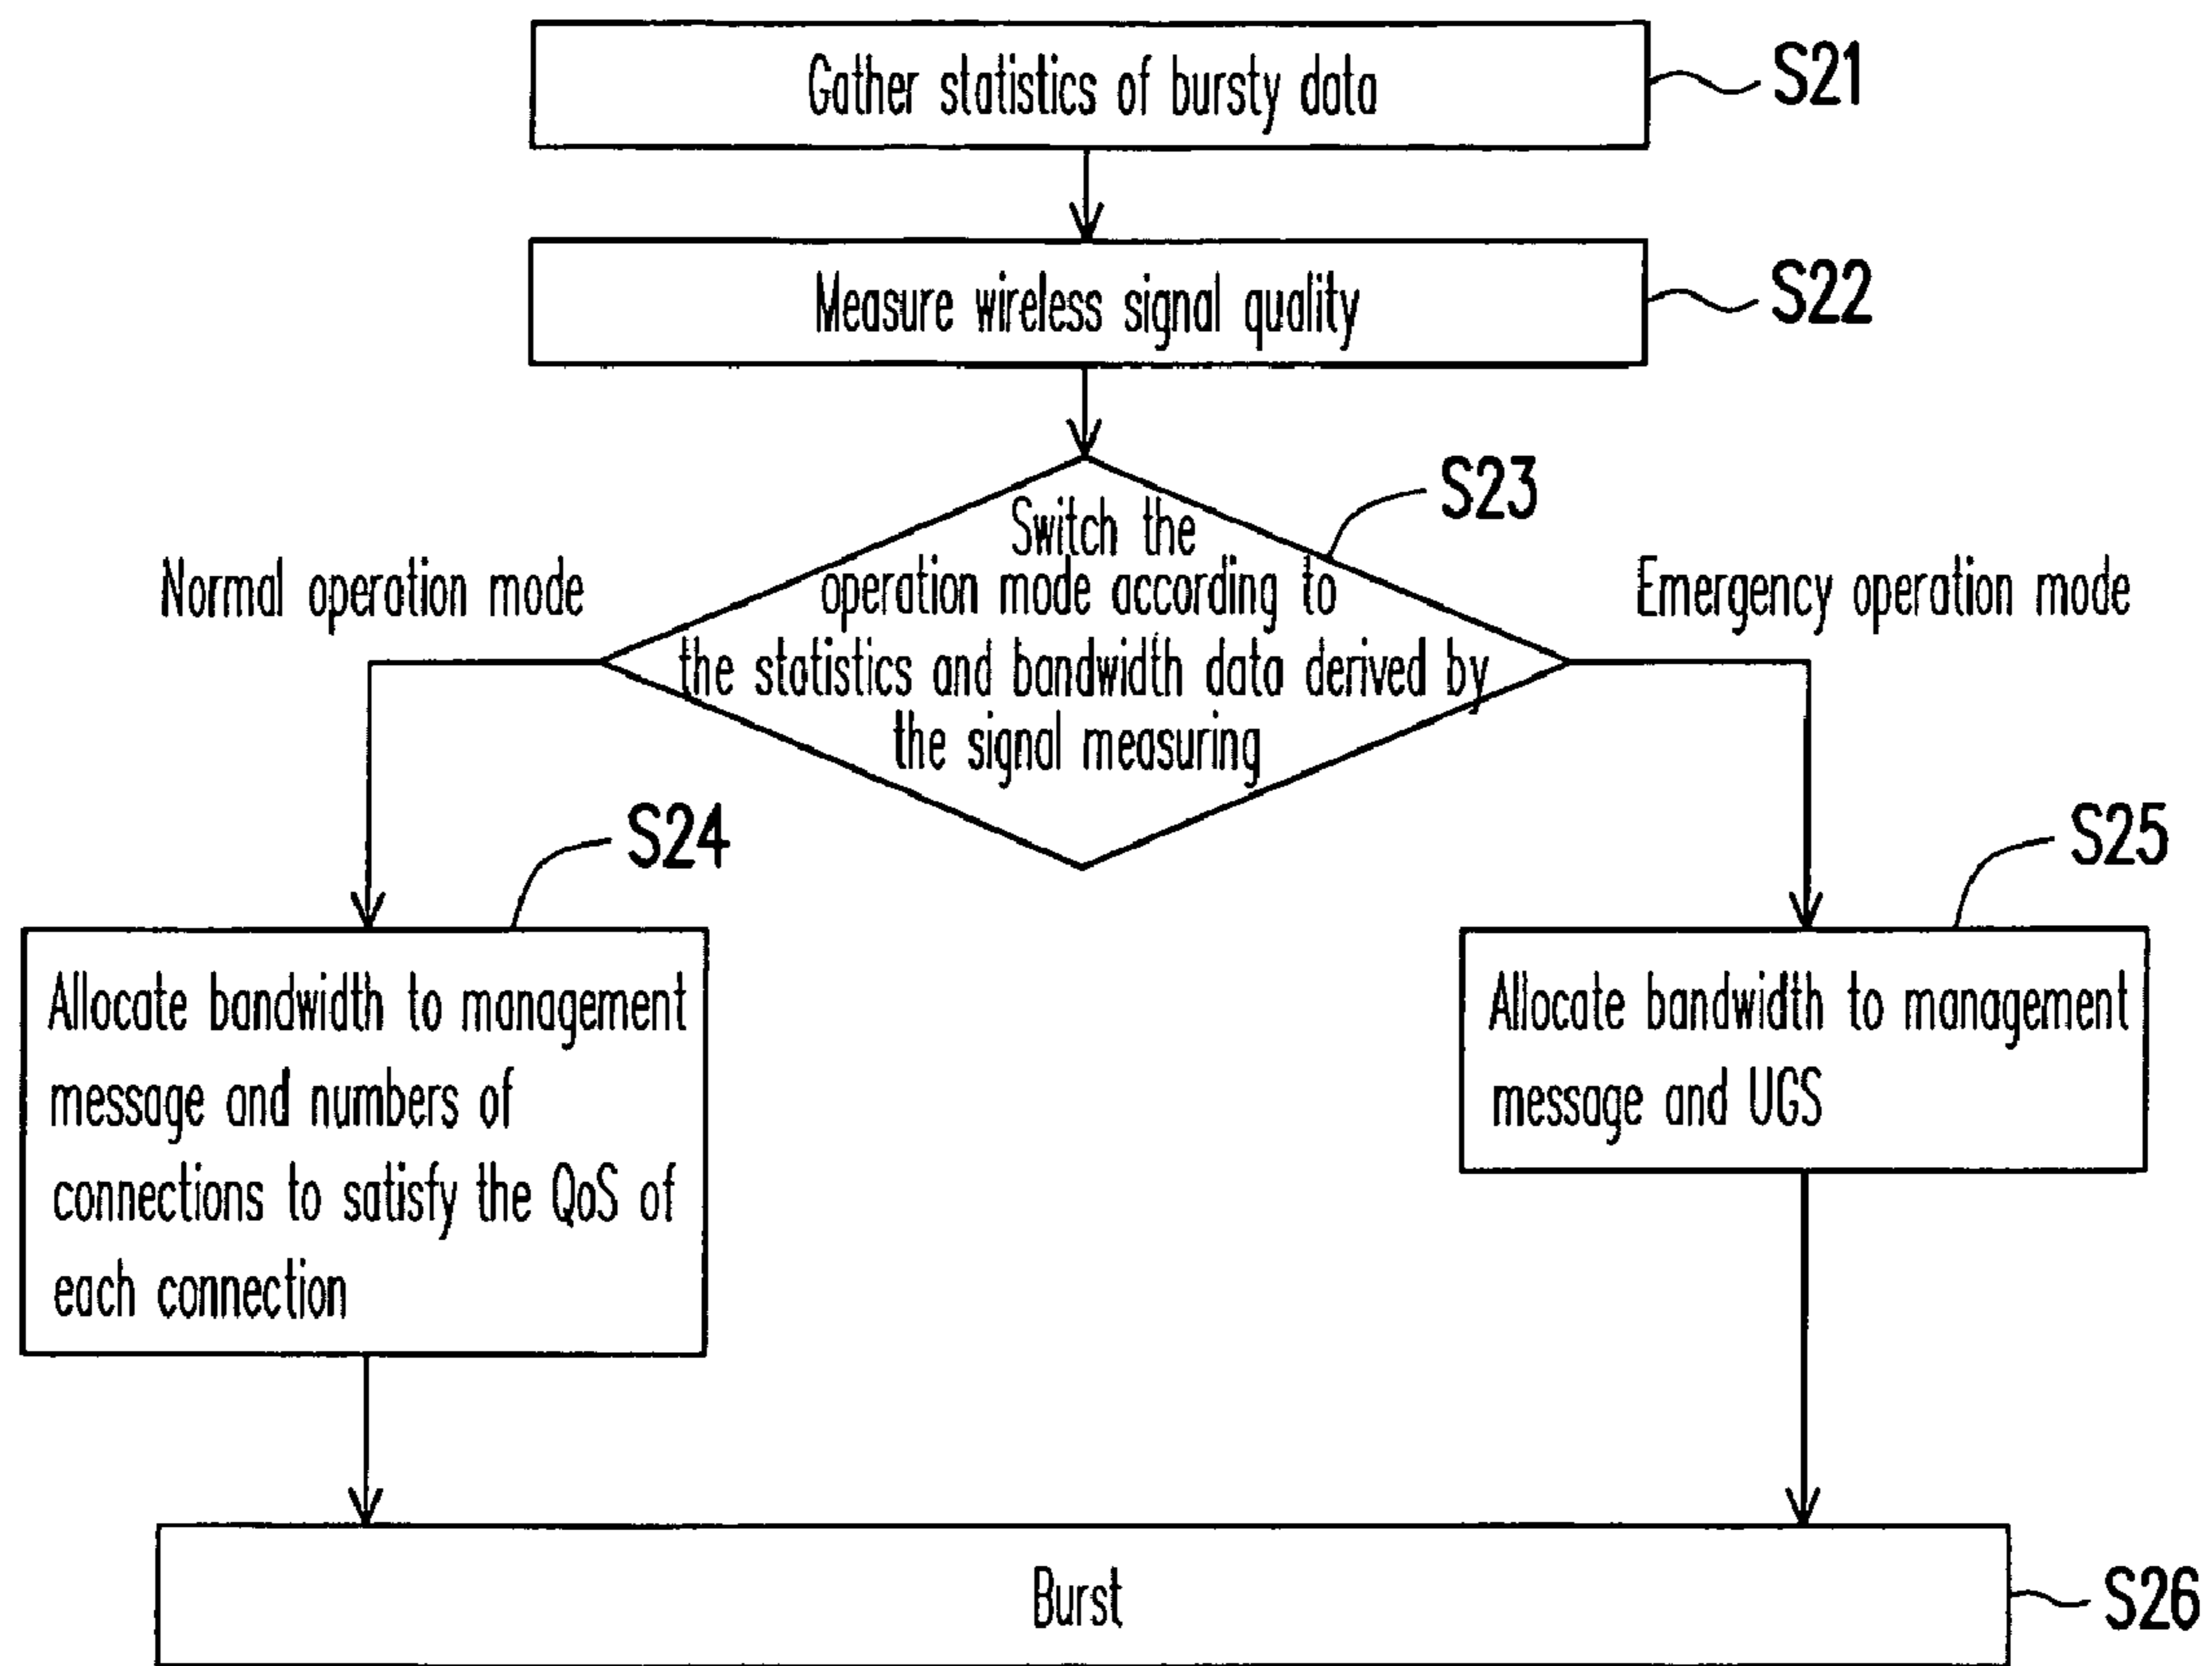 Gather statistics of bursty data
S21
Measure wireless signal quality
S22
Switch the
operation mode according to
the statistics and bandwidth data derived by
the signal measuring
S23
Normal operation mode
Emergency operation mode
S24
Allocate bandwidth to management
message and numbers of
connections to satisfy the QoS of
each connection
S25
Allocate bandwidth to management
message and UGS
Burst
S26